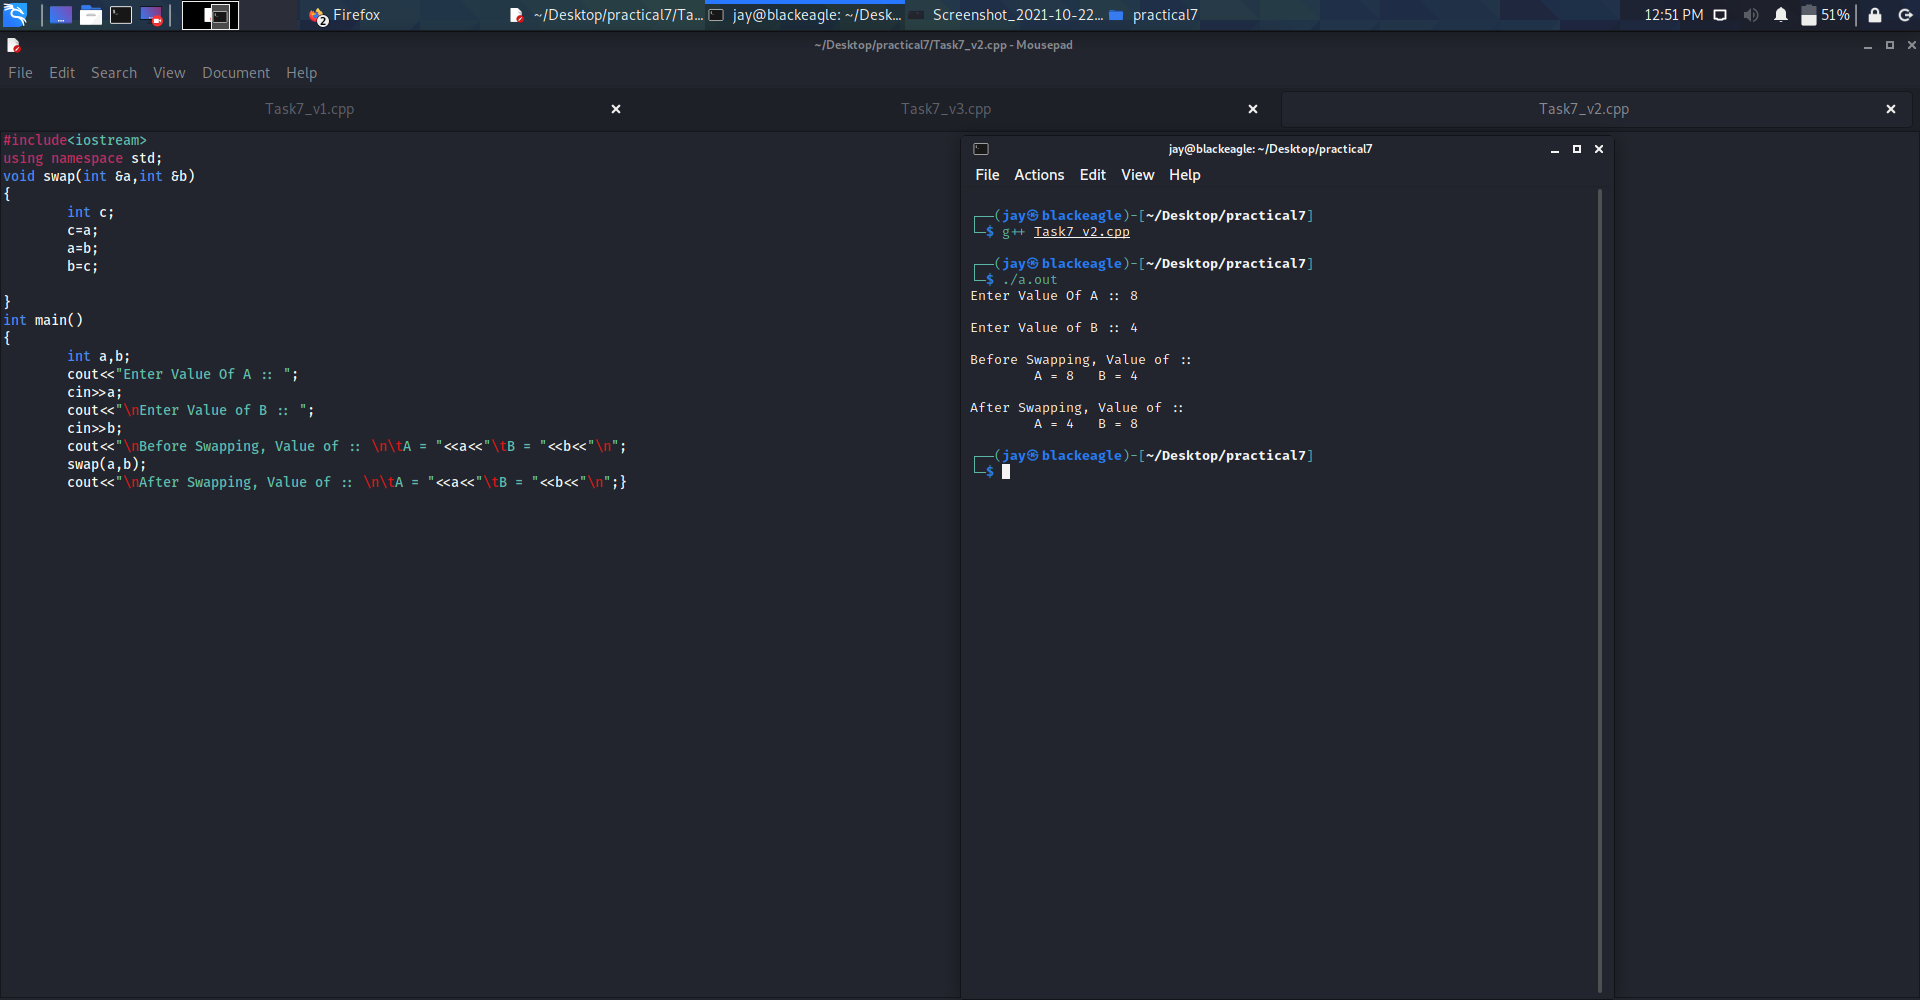 Firefox
2
~/Desktop/practical7/Ta...
jay@blackeagle: ~/Desk...
Screenshot_2021-10-22...
practical7
12:51 PM
51%
~/Desktop/practical7/Task7_v2.cpp - Mousepad
File Edit Search View Document Help
Task7_v1.cpp
Task7_v3.cpp
Task7_v2.cpp
#include<iostream>
using namespace std;
void swap(int &a,int &b)
{
int c;
c=a;
a=b;
b=c;
}
int main()
{
int a,b;
cout<<"Enter Value Of A :: ";
cin>>a;
cout<<"\nEnter Value of B :: ";
cin>>b;
cout<<"\nBefore Swapping, Value of :: \n\tA = "<<a<<"\tB = "<<b<<"\n";
swap(a,b);
cout<<"\nAfter Swapping, Value of :: \n\tA = "<<a<<"\tB = "<<b<<"\n";}
jay@blackeagle: ~/Desktop/practical7
File Actions Edit View Help
┌──(jay㉿blackeagle)-[~/Desktop/practical7]
└─$ g++ Task7_v2.cpp
┌──(jay㉿blackeagle)-[~/Desktop/practical7]
└─$ ./a.out
Enter Value Of A :: 8
Enter Value of B :: 4
Before Swapping, Value of ::
A = 8 B = 4
After Swapping, Value of ::
A = 4 B = 8
┌──(jay㉿blackeagle)-[~/Desktop/practical7]
└─$